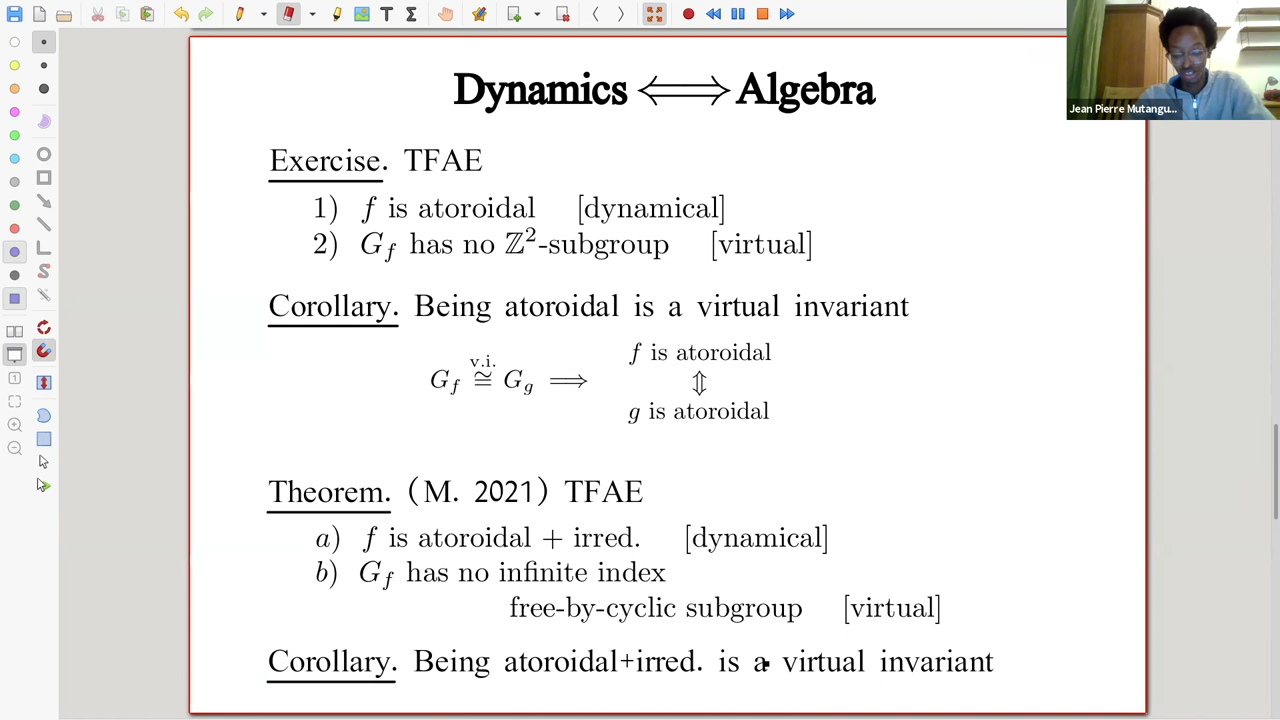 Dynamics ⟺ Algebra
Jean Pierre Mutangu...
Exercise. TFAE
1) f is atoroidal [dynamical]
2) G_f has no ℤ²-subgroup [virtual]
Corollary. Being atoroidal is a virtual invariant
f is atoroidal
v.i.
G_f ≅ G_g ⟹ ⇕
g is atoroidal
Theorem. (M. 2021) TFAE
a) f is atoroidal + irred. [dynamical]
b) G_f has no infinite index
free-by-cyclic subgroup [virtual]
Corollary. Being atoroidal+irred. is a virtual invariant